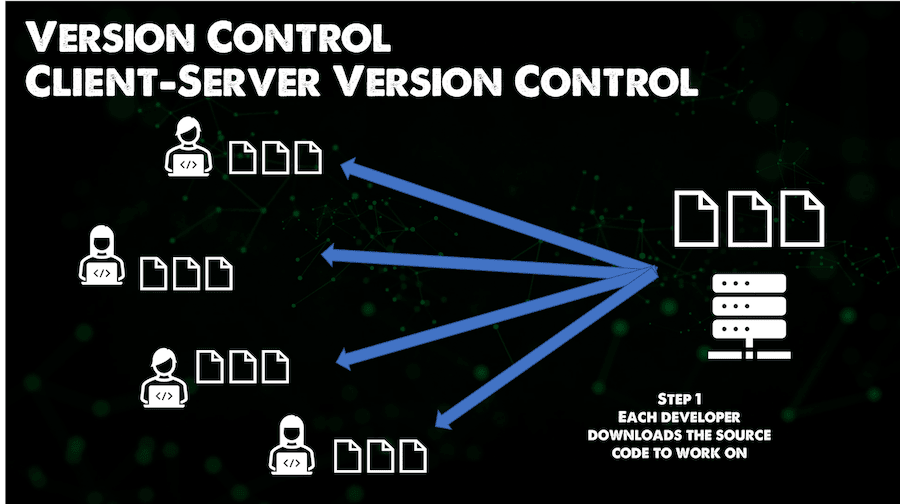 Version Control
Client-Server Version Control
</>
</>
</>
</>
Step 1
Each developer
downloads the source
code to work on